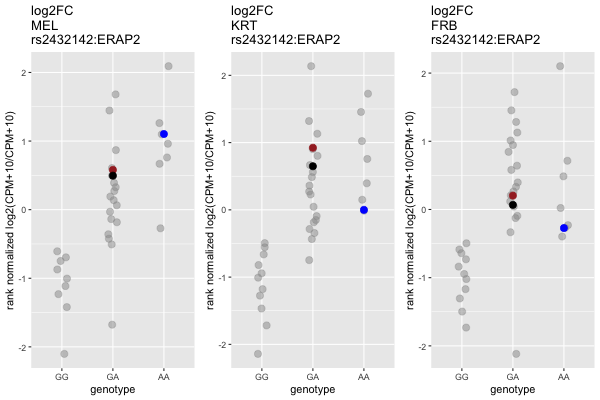 log2FC
MEL
rs2432142:ERAP2
rank normalized log2(CPM+10/CPM+10)
2
1
0
-1
-2
GG GA AA
genotype
log2FC
KRT
rs2432142:ERAP2
rank normalized log2(CPM+10/CPM+10)
2
1
0
-1
-2
GG GA AA
genotype
log2FC
FRB
rs2432142:ERAP2
rank normalized log2(CPM+10/CPM+10)
2
1
0
-1
-2
GG GA AA
genotype